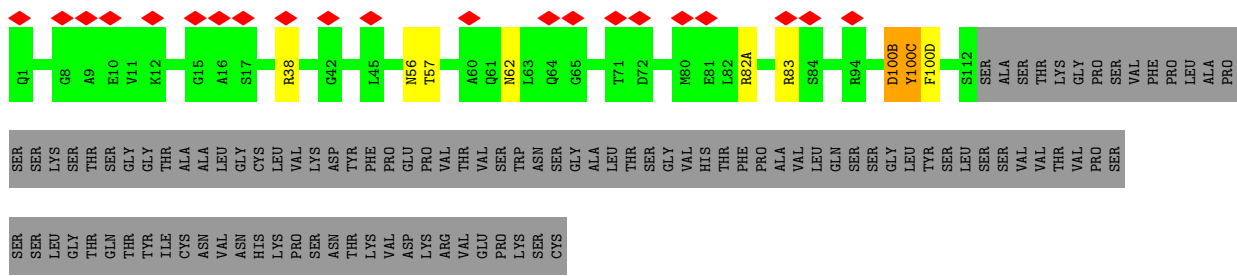 Q1 G8 A9 E10 V11 K12 G15 A16 S17 R38 G42 L45 N56 T57 A60 Q61 N62 L63 Q64 G65 T71 D72 M80 E81 L82 R82A R83 S84 R94 D100B Y100C F100D S112 SER ALA SER THR LYS GLY PRO SER VAL PHE PRO LEU ALA PRO
SER SER LYS SER THR SER GLY GLY THR ALA ALA LEU GLY CYS LEU VAL LYS ASP TYR PHE PRO GLU PRO VAL THR VAL SER TRP ASN SER GLY ALA LEU THR SER GLY VAL HIS THR PHE PRO ALA VAL LEU GLN SER SER GLY LEU TYR SER LEU SER SER VAL VAL THR VAL PRO SER
SER SER LEU GLY THR GLN THR TYR ILE CYS ASN VAL ASN HIS LYS PRO SER ASN THR LYS VAL ASP LYS ARG VAL GLU PRO LYS SER CYS